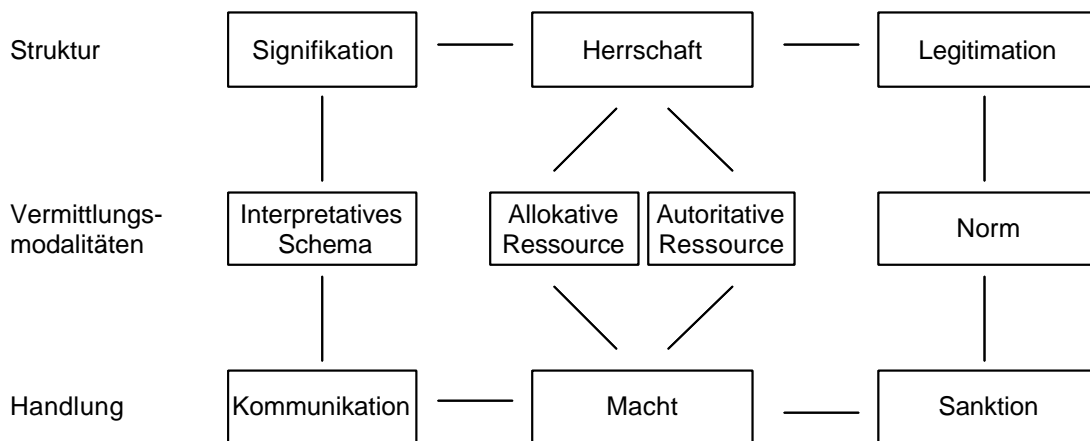 Struktur
Signifikation
Herrschaft
Legitimation
Vermittlungs-
modalitäten
Interpretatives
Schema
Allokative
Ressource
Autoritative
Ressource
Norm
Handlung
Kommunikation
Macht
Sanktion